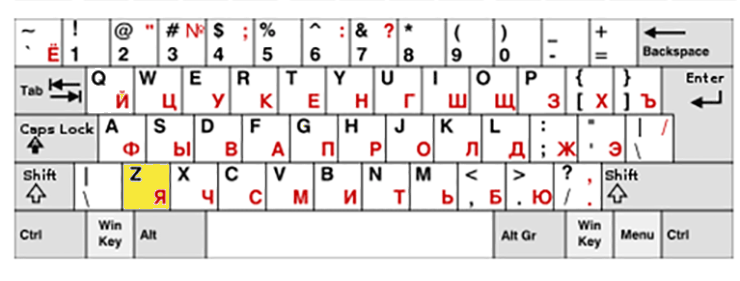 ~ ` Ё ! 1 @ " 2 # № 3 $ ; 4 % 5 ^ : 6 & ? 7 * 8 ( 9 ) 0 _ - + = Backspace
Tab Q Й W Ц E У R К T Е Y Н U Г I Ш O Щ P З { [ Х } ] Ъ Enter
Caps Lock A Ф S Ы D В F А G П H Р J О K Л L Д : ; Ж " ' Э | / \
Shift | \ Z Я X Ч C С V М B И N Т M Ь < , Б > . Ю ? , / . Shift
Ctrl Win Key Alt Alt Gr Win Key Menu Ctrl